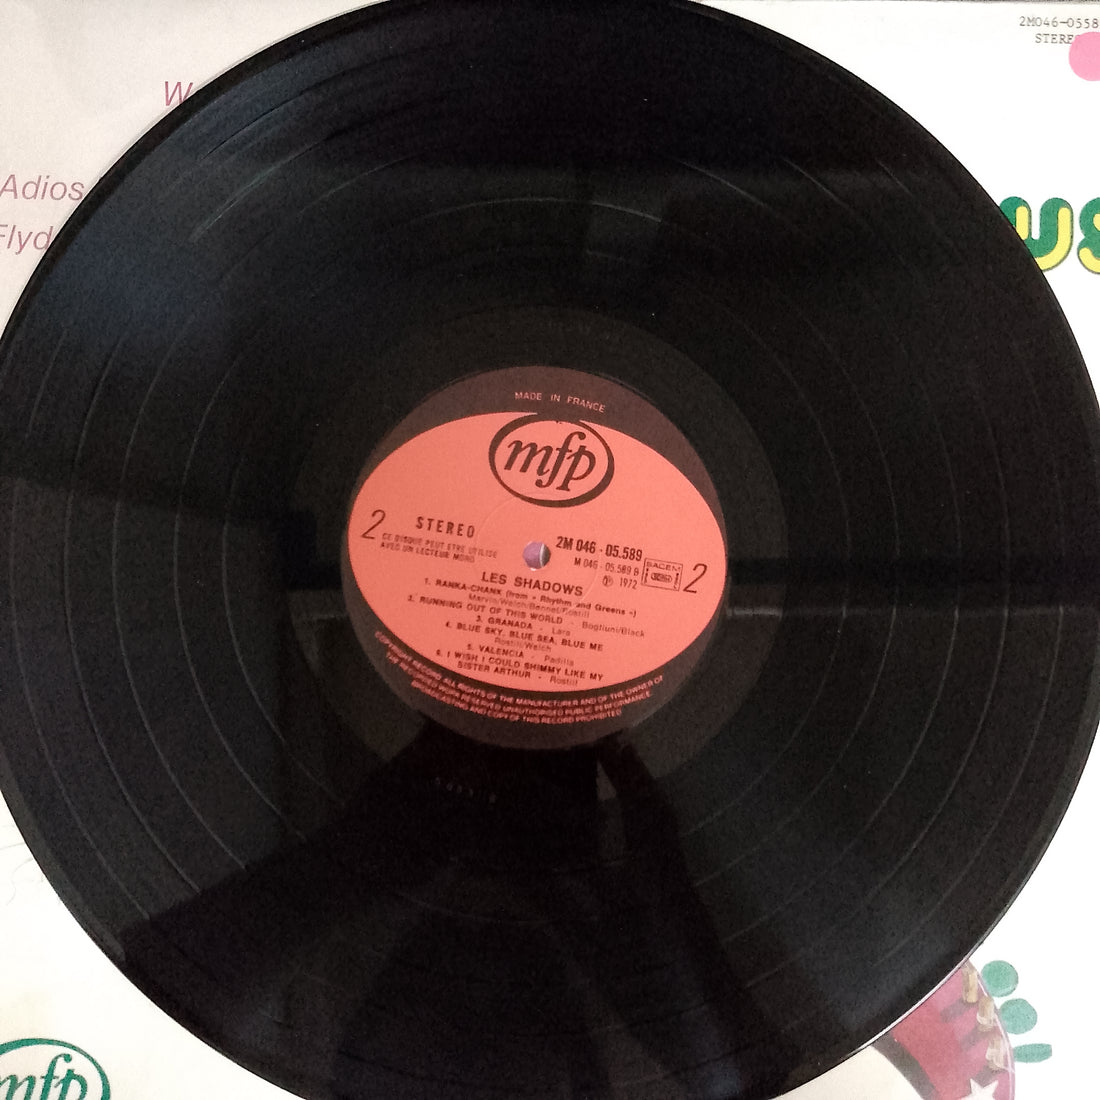 2M046-0558
STEREO
W
Adios
Flyd
ws
MADE IN FRANCE
mfp
2
STEREO
CE DISQUE PEUT ETRE UTILISE
AVEC UN LECTEUR MONO
2M 046 - 05.589
M 046 - 05.589 B
℗ 1972
SACEM
2
LES SHADOWS
1. RANKA-CHANK (from « Rhythm and Greens »)
Marvin/Welch/Bennet/Rostill
2. RUNNING OUT OF THIS WORLD - Bogliuni/Black
3. GRANADA - Lara
4. BLUE SKY, BLUE SEA, BLUE ME
Rostill/Welch
5. VALENCIA - Padilla
6. I WISH I COULD SHIMMY LIKE MY
SISTER ARTHUR - Rostill
COPYRIGHT RECORD ALL RIGHTS OF THE MANUFACTURER AND OF THE OWNER OF
THE RECORDED WORK RESERVED UNAUTHORISED PUBLIC PERFORMANCE
BROADCASTING AND COPY OF THIS RECORD PROHIBITED
mfp